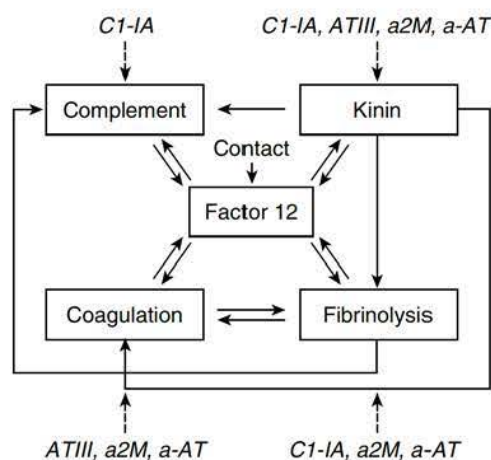 C1-IA
C1-IA, ATIII, a2M, a-AT
Complement
Kinin
Contact
Factor 12
Coagulation
Fibrinolysis
ATIII, a2M, a-AT
C1-IA, a2M, a-AT